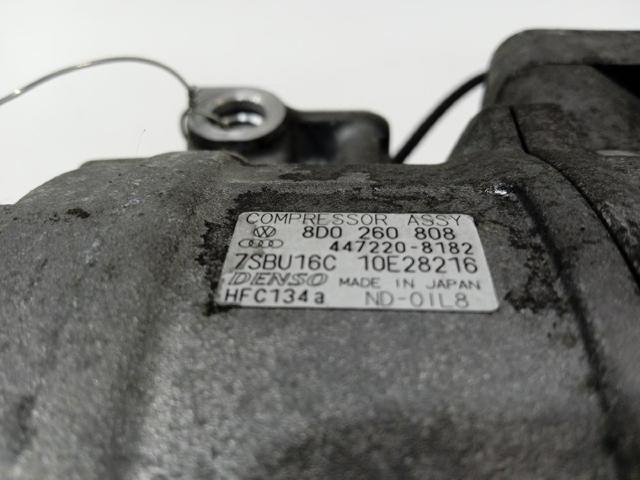 COMPRESSOR ASSY
8D0 260 808
447220-8182
7SBU16C 10E28216
DENSO MADE IN JAPAN
HFC134a ND-OIL8